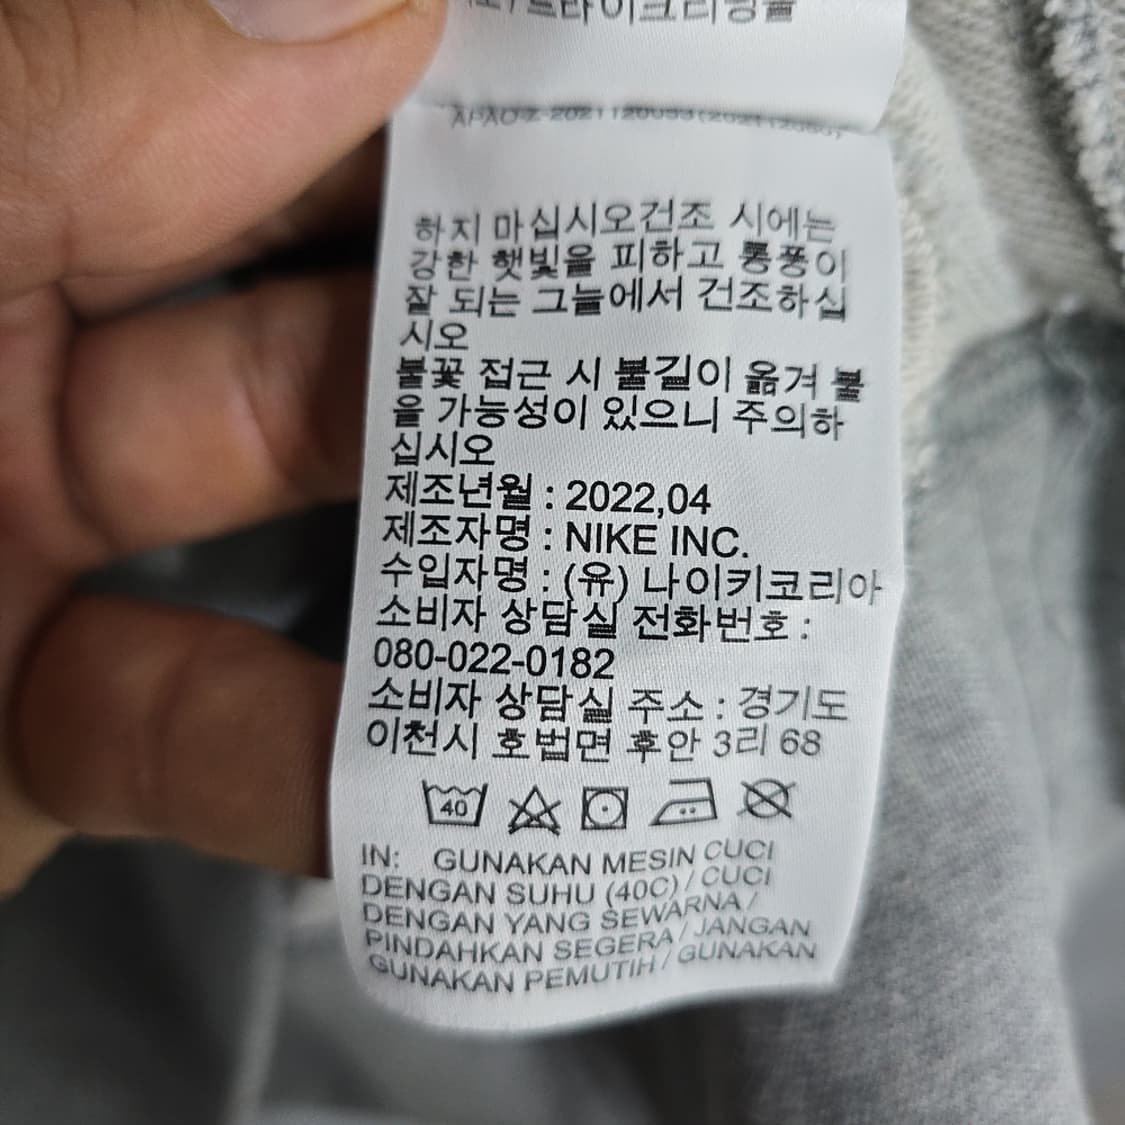 드라이크리닝을
하지 마십시오건조 시에는
강한 햇빛을 피하고 통풍이
잘 되는 그늘에서 건조하십
시오
불꽃 접근 시 불길이 옮겨 붙
을 가능성이 있으니 주의하
십시오
제조년월 : 2022,04
제조자명 : NIKE INC.
수입자명 : (유) 나이키코리아
소비자 상담실 전화번호 :
080-022-0182
소비자 상담실 주소 : 경기도
이천시 호법면 후안 3리 68
40
IN: GUNAKAN MESIN CUCI
DENGAN SUHU (40C) / CUCI
DENGAN YANG SEWARNA /
PINDAHKAN SEGERA / JANGAN
GUNAKAN PEMUTIH / GUNAKAN